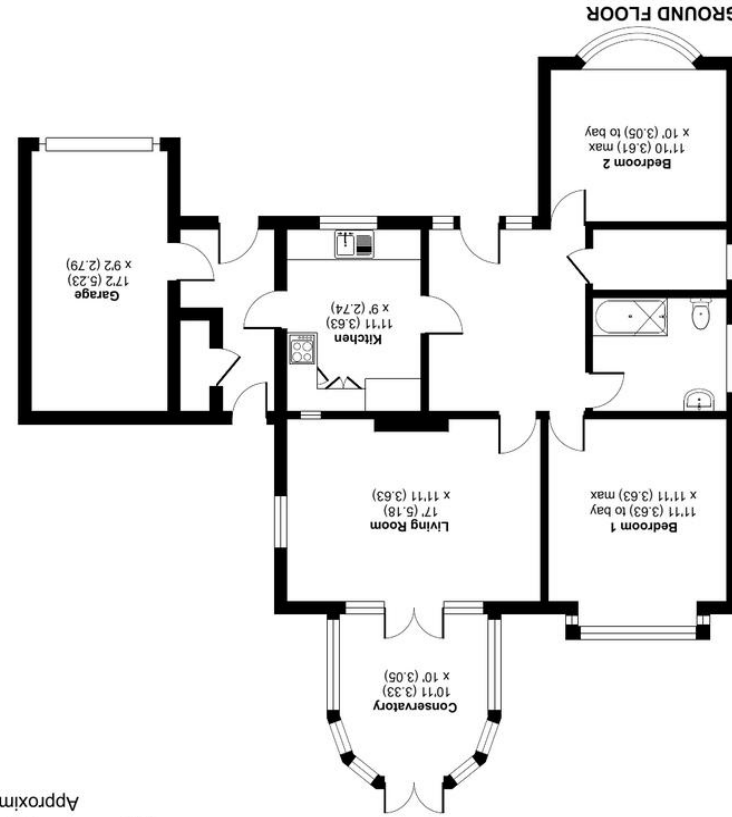 Approxim
Conservatory
10'11 (3.33)
x 10' (3.05)
Bedroom 1
11'11 (3.63) to bay
x 11'11 (3.63) max
Living Room
17' (5.18)
x 11'11 (3.63)
Kitchen
11'11 (3.63)
x 9' (2.74)
Garage
17'2 (5.23)
x 9'2 (2.79)
Bedroom 2
11'10 (3.61) max
x 10' (3.05) to bay
GROUND FLOOR